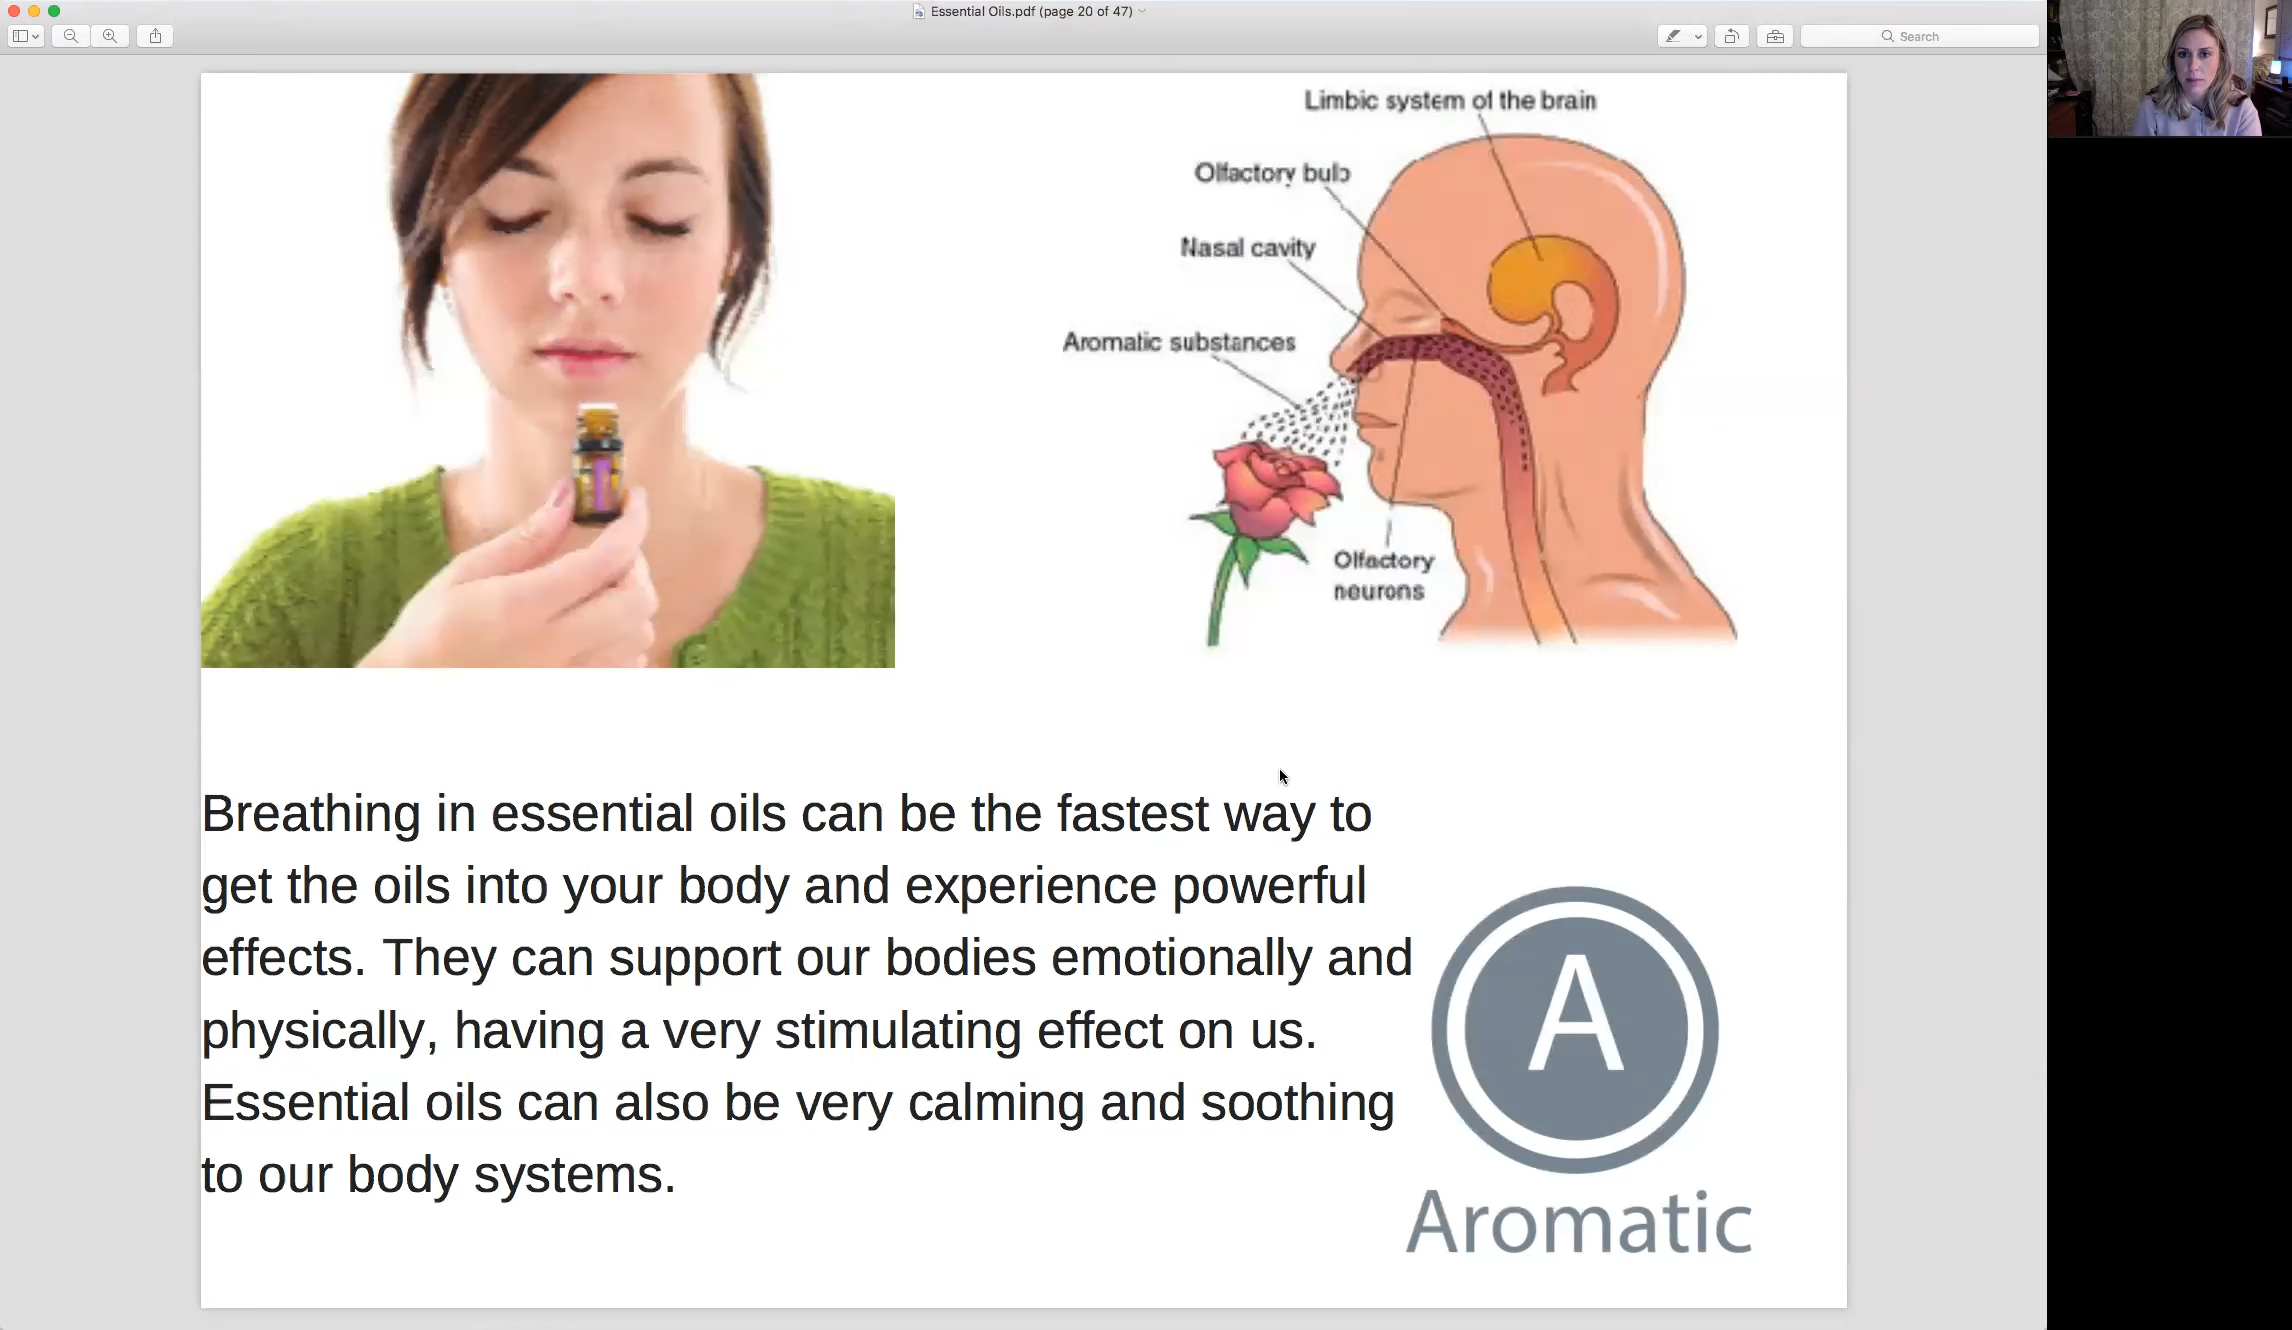 Essential Oils.pdf (page 20 of 47)
Search
Limbic system of the brain
Olfactory bulb
Nasal cavity
Aromatic substances
Olfactory
neurons
Breathing in essential oils can be the fastest way to
get the oils into your body and experience powerful
effects. They can support our bodies emotionally and
physically, having a very stimulating effect on us.
Essential oils can also be very calming and soothing
to our body systems.
A
Aromatic